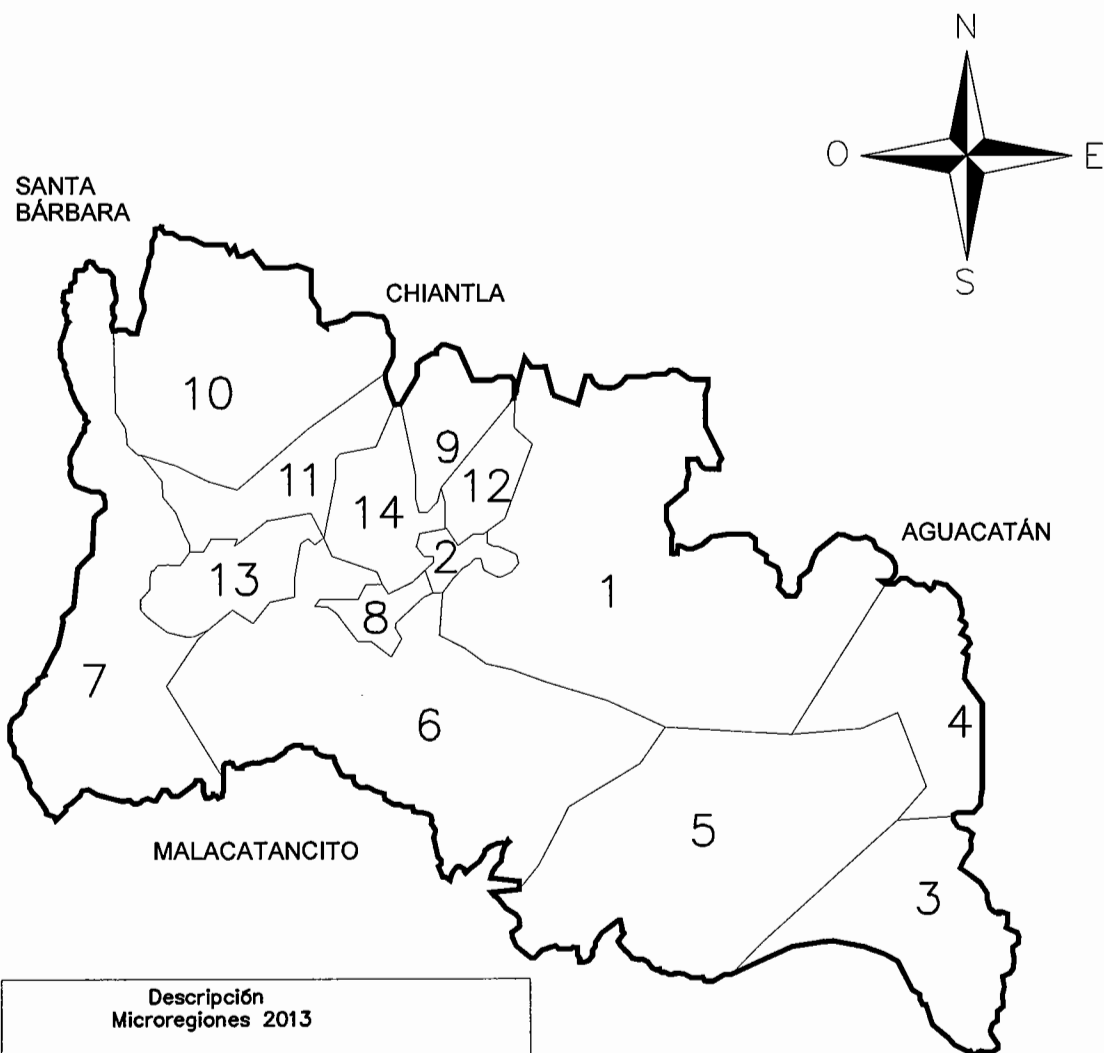 N
O
E
S
SANTA
BÁRBARA
CHIANTLA
10
9
11
12
14
AGUACATÁN
2
13
1
8
7
6
4
5
MALACATANCITO
3
Descripción
Microregiones 2013